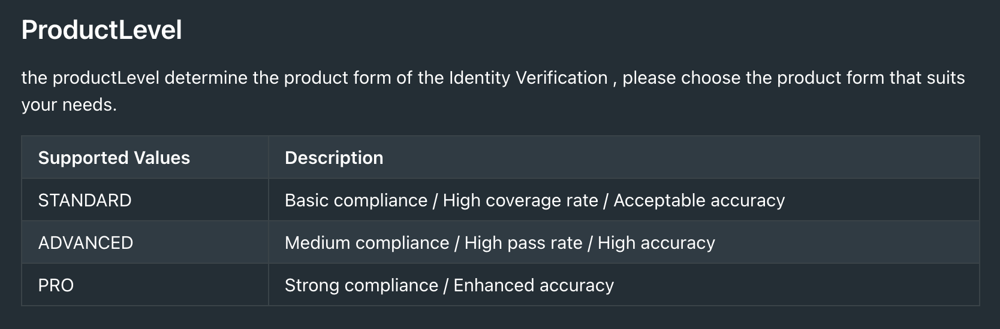 ProductLevel
the productLevel determine the product form of the Identity Verification , please choose the product form that suits
your needs.
Supported Values Description
STANDARD Basic compliance / High coverage rate / Acceptable accuracy
ADVANCED Medium compliance / High pass rate / High accuracy
PRO Strong compliance / Enhanced accuracy